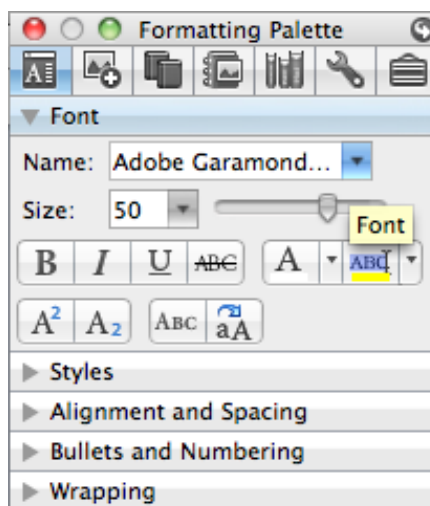 Formatting Palette
A
Font
Name: Adobe Garamond...
Size: 50
Font
B I U ABC A ABC
A2 A2 ABC aA
Styles
Alignment and Spacing
Bullets and Numbering
Wrapping